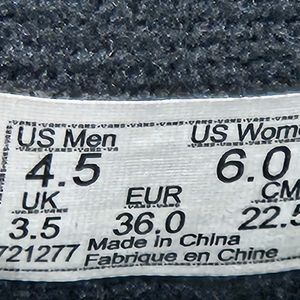 US Men US Wom
4.5 6.0
UK EUR CM
3.5 36.0 22.5
721277 Made in China
Fabrique en Chine